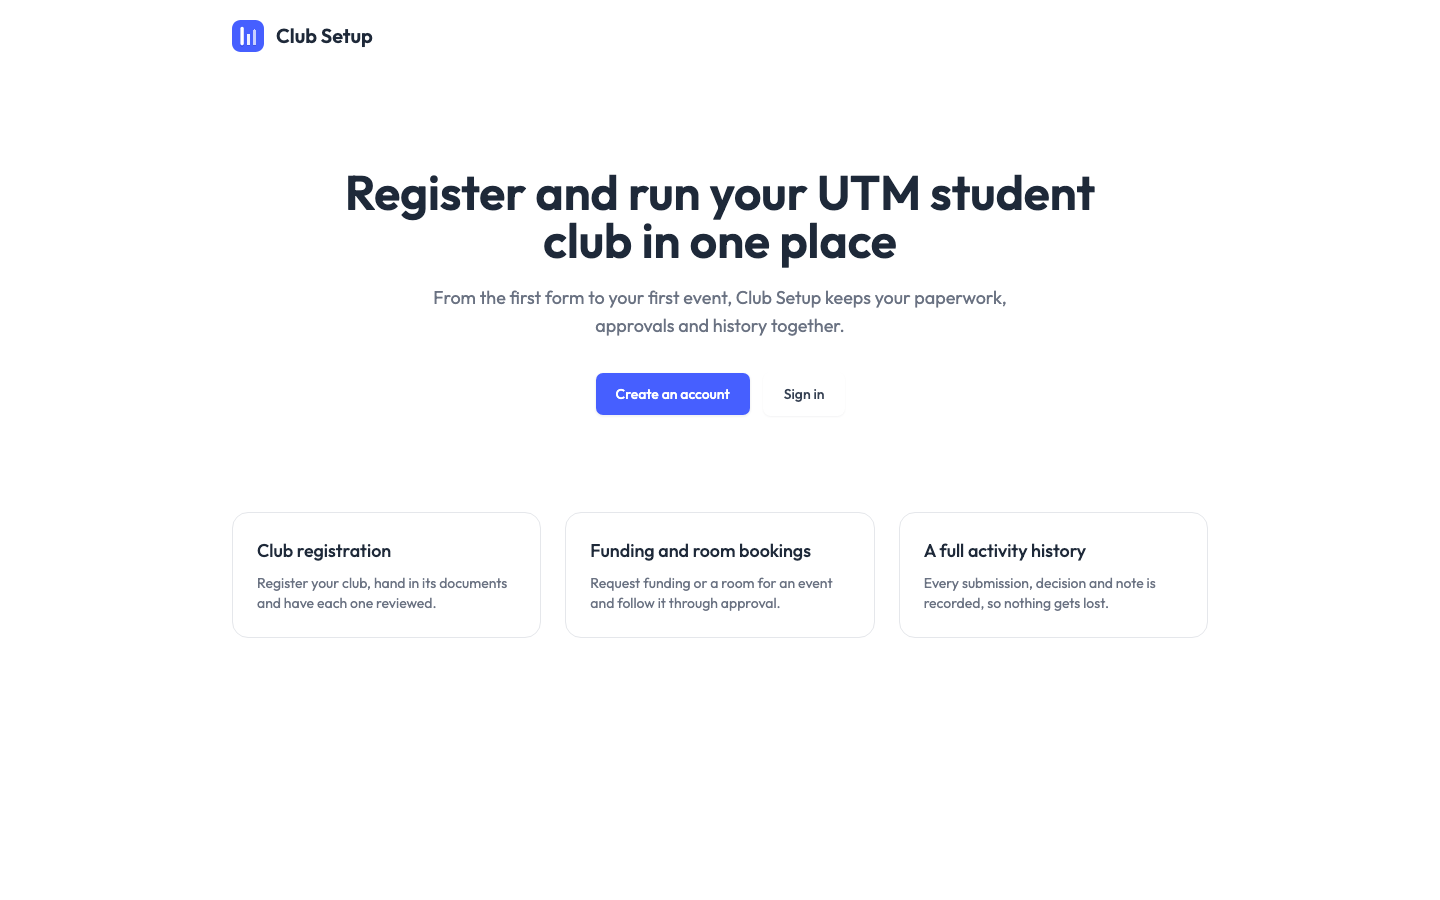 Club Setup
Register and run your UTM student
club in one place
From the first form to your first event, Club Setup keeps your paperwork,
approvals and history together.
Create an account
Sign in
Club registration
Register your club, hand in its documents
and have each one reviewed.
Funding and room bookings
Request funding or a room for an event
and follow it through approval.
A full activity history
Every submission, decision and note is
recorded, so nothing gets lost.